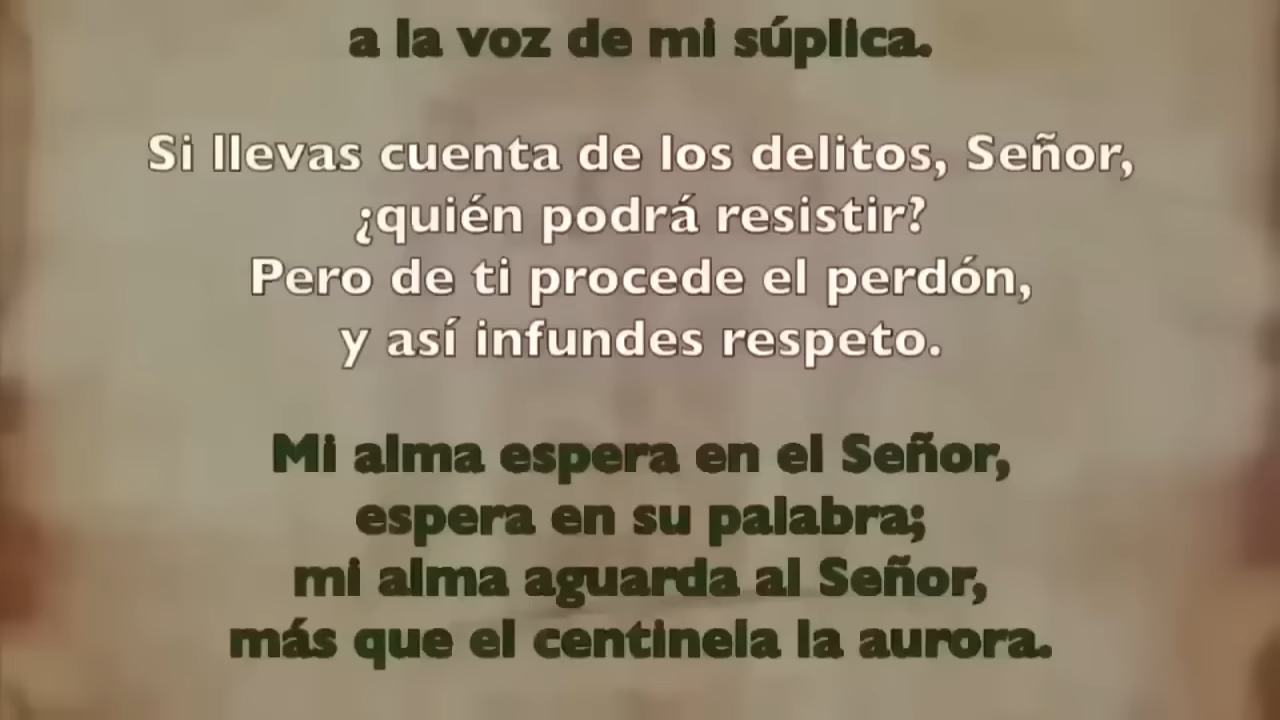 a la voz de mi súplica.
Si llevas cuenta de los delitos, Señor,
¿quién podrá resistir?
Pero de ti procede el perdón,
y así infundes respeto.
Mi alma espera en el Señor,
espera en su palabra;
mi alma aguarda al Señor,
más que el centinela la aurora.